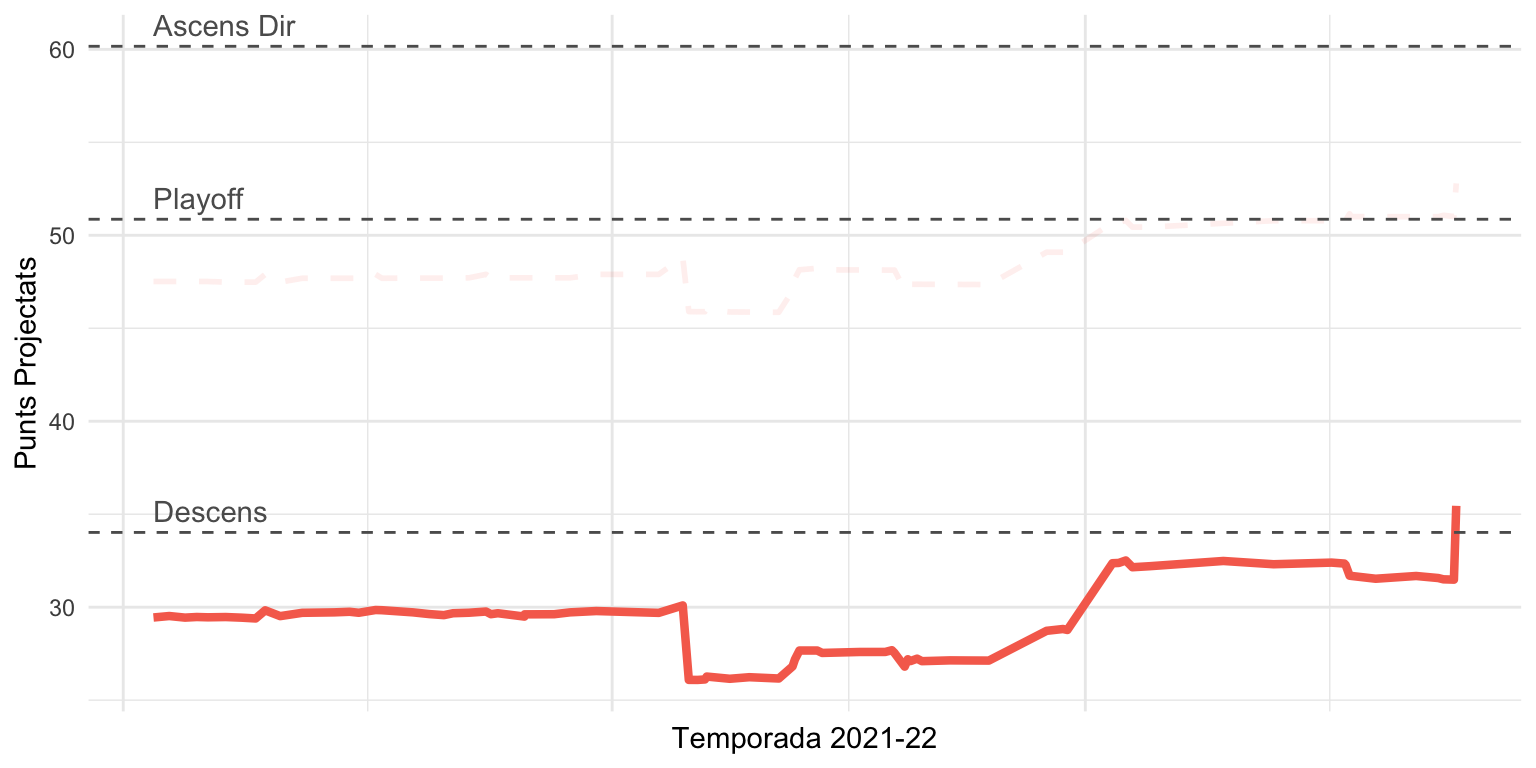 Ascens Dir
60
Playoff
50
Punts Projectats
40
Descens
30
Temporada 2021-22